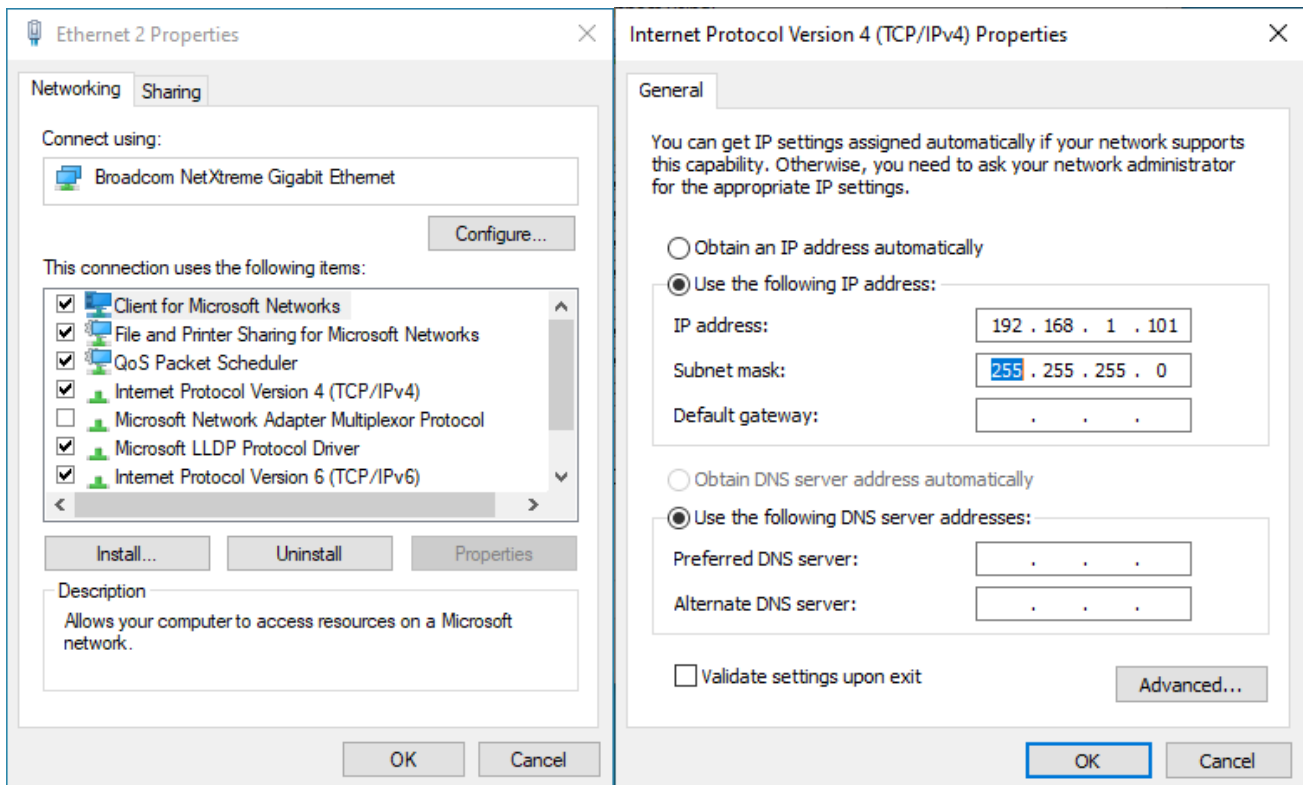 Ethernet 2 Properties
Networking
Sharing
Connect using:
Broadcom NetXtreme Gigabit Ethernet
Configure...
This connection uses the following items:
Client for Microsoft Networks
File and Printer Sharing for Microsoft Networks
QoS Packet Scheduler
Internet Protocol Version 4 (TCP/IPv4)
Microsoft Network Adapter Multiplexor Protocol
Microsoft LLDP Protocol Driver
Internet Protocol Version 6 (TCP/IPv6)
Install...
Uninstall
Properties
Description
Allows your computer to access resources on a Microsoft
network.
OK
Cancel
Internet Protocol Version 4 (TCP/IPv4) Properties
General
You can get IP settings assigned automatically if your network supports
this capability. Otherwise, you need to ask your network administrator
for the appropriate IP settings.
Obtain an IP address automatically
Use the following IP address:
IP address:
192 . 168 . 1 . 101
Subnet mask:
255 . 255 . 255 . 0
Default gateway:
. . .
Obtain DNS server address automatically
Use the following DNS server addresses:
Preferred DNS server:
. . .
Alternate DNS server:
. . .
Validate settings upon exit
Advanced...
OK
Cancel